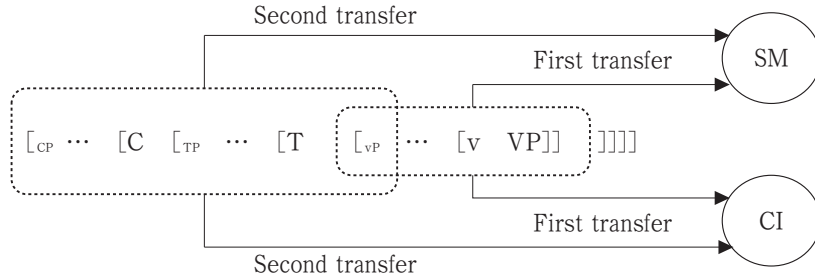 Second transfer
First transfer
SM
[CP ⋯ [C [TP ⋯ [T [vP ⋯ [v VP]] ]]]]
First transfer
CI
Second transfer